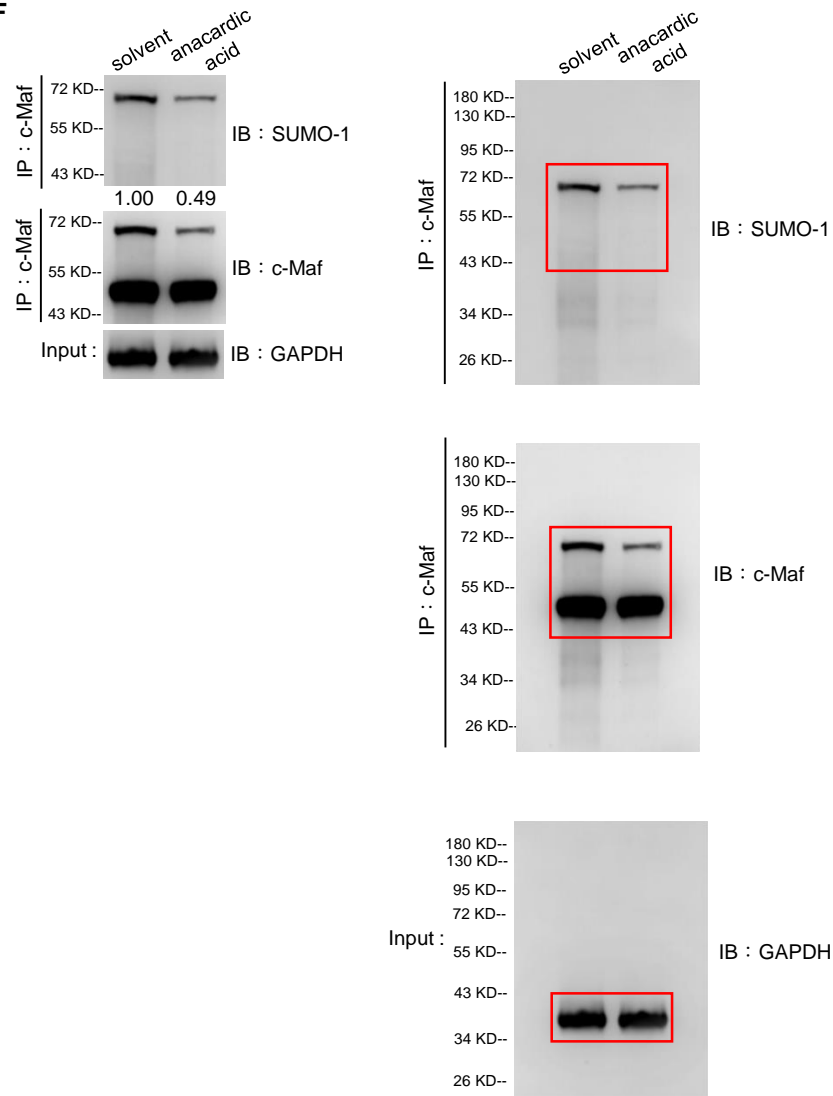 F
solvent
anacardic
acid
IP : c-Maf
72 KD--
55 KD--
43 KD--
IB : SUMO-1
1.00 0.49
IP : c-Maf
72 KD--
55 KD--
43 KD--
IB : c-Maf
Input :
IB : GAPDH
solvent
anacardic
acid
IP : c-Maf
180 KD--
130 KD--
95 KD--
72 KD--
55 KD--
43 KD--
34 KD--
26 KD--
IB : SUMO-1
IP : c-Maf
180 KD--
130 KD--
95 KD--
72 KD--
55 KD--
43 KD--
34 KD--
26 KD--
IB : c-Maf
Input :
180 KD--
130 KD--
95 KD--
72 KD--
55 KD--
43 KD--
34 KD--
26 KD--
IB : GAPDH